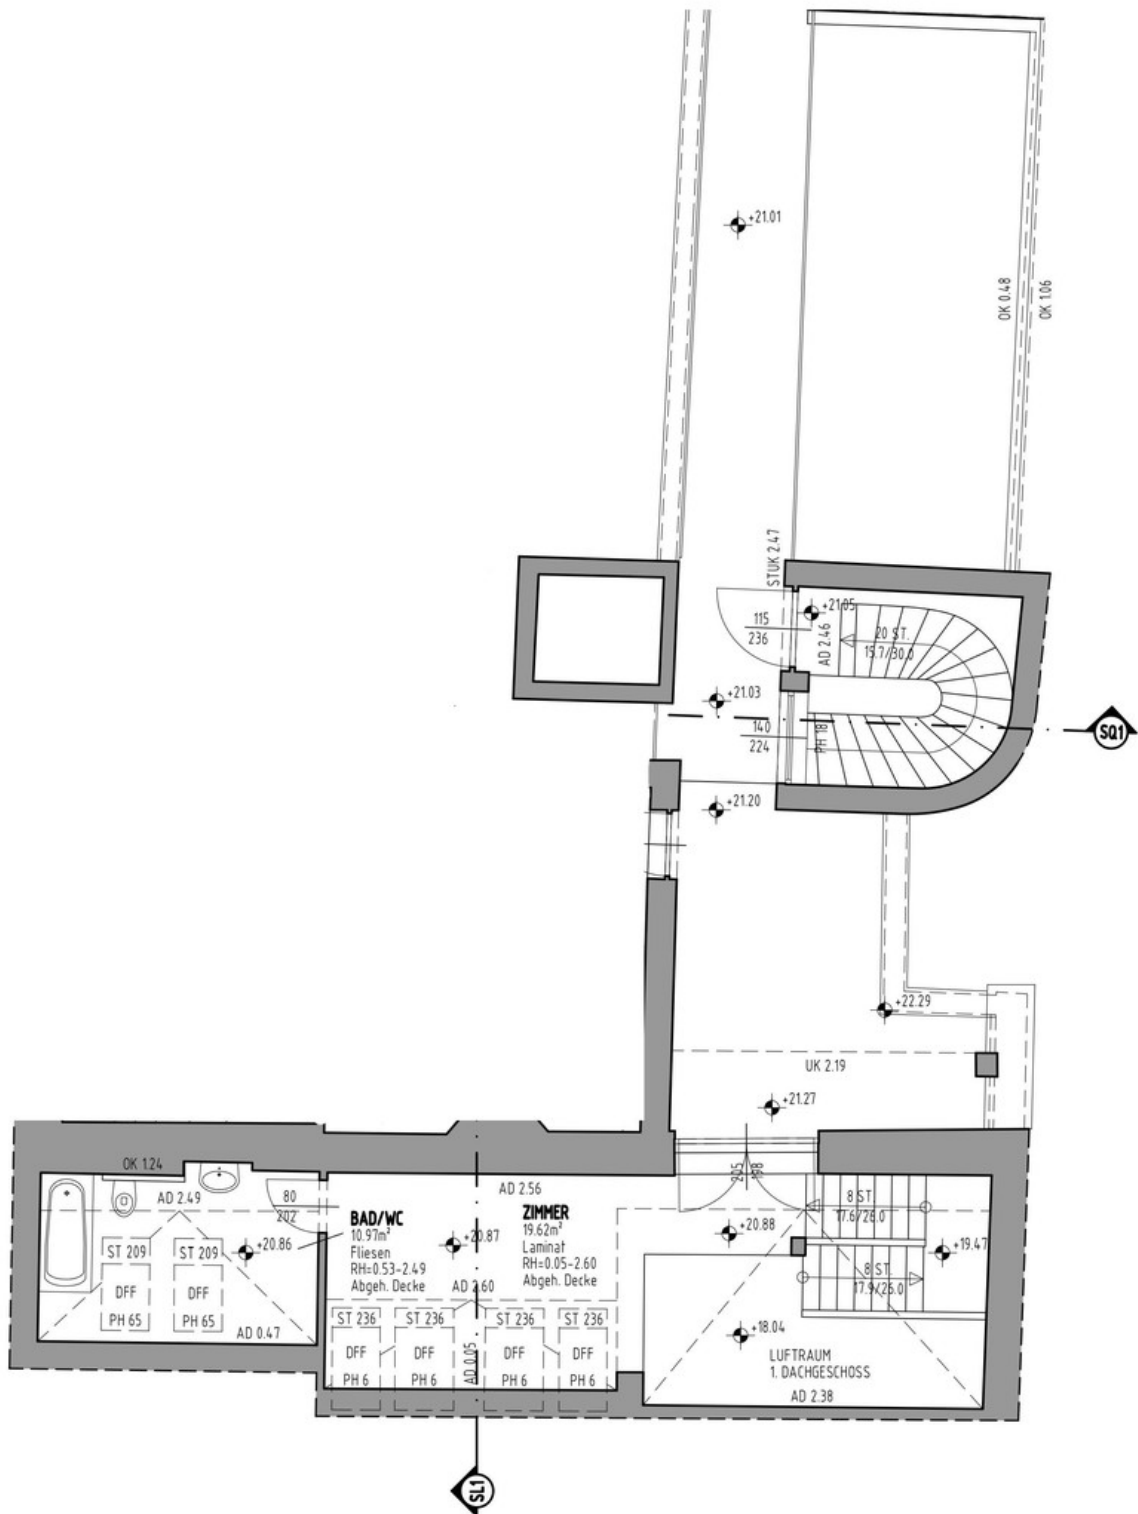 +21.01
OK 0.48
OK 1.06
STUK 2.47
+21.05
115
236
AD 2.46
20 ST.
15.7/30.0
+21.03
140
224
PH 18
SQ1
+21.20
+22.29
UK 2.19
+21.27
OK 1.24
AD 2.49
80
202
AD 2.56
205
198
8 ST.
17.6/26.0
BAD/WC
10.97m²
Fliesen
RH=0.53-2.49
Abgeh. Decke
ZIMMER
19.62m²
Laminat
RH=0.05-2.60
Abgeh. Decke
+20.88
+20.86
+20.87
+19.47
ST 209
ST 209
DFF
DFF
PH 65
PH 65
AD 0.47
AD 2.60
8 ST.
17.9/26.0
ST 236
ST 236
ST 236
ST 236
DFF
DFF
DFF
DFF
PH 6
PH 6
PH 6
PH 6
AD 0.05
+18.04
LUFTRAUM
1. DACHGESCHOSS
AD 2.38
SL1